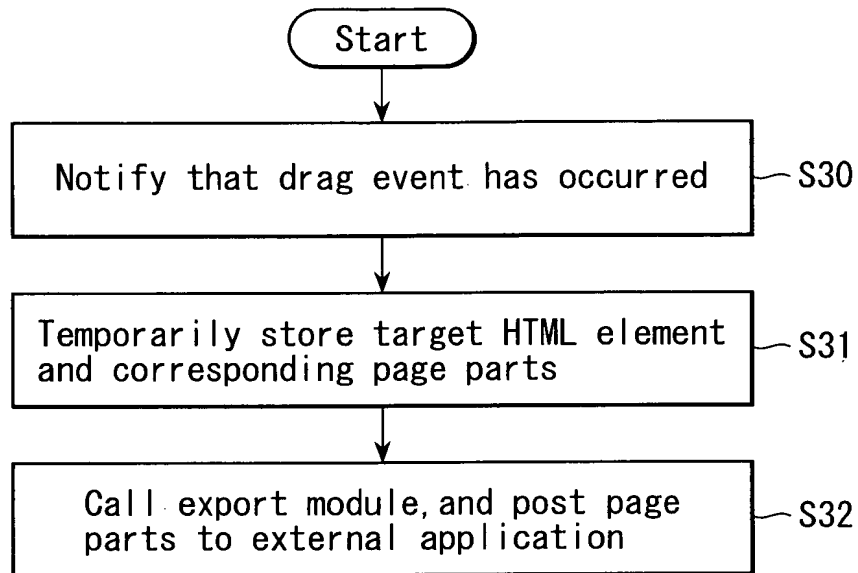 Start
Notify that drag event has occurred
S30
Temporarily store target HTML element
and corresponding page parts
S31
Call export module, and post page
parts to external application
S32